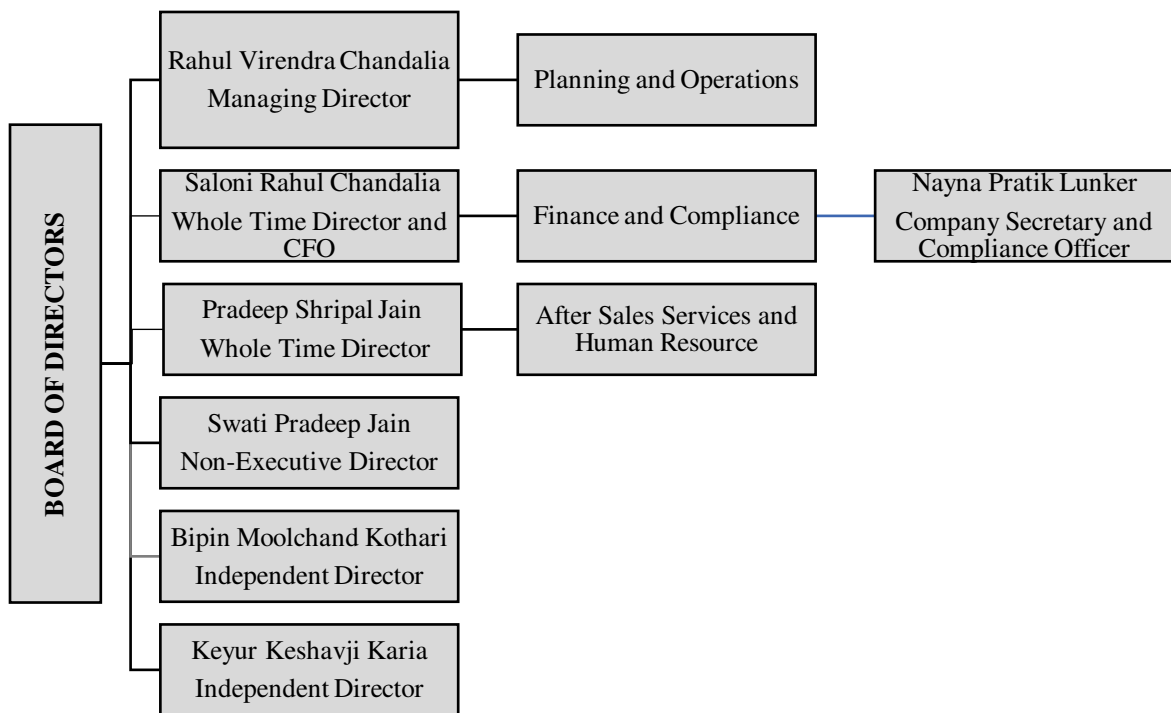 BOARD OF DIRECTORS
Rahul Virendra Chandalia
Managing Director
Planning and Operations
Saloni Rahul Chandalia
Whole Time Director and
CFO
Finance and Compliance
Nayna Pratik Lunker
Company Secretary and
Compliance Officer
Pradeep Shripal Jain
Whole Time Director
After Sales Services and
Human Resource
Swati Pradeep Jain
Non-Executive Director
Bipin Moolchand Kothari
Independent Director
Keyur Keshavji Karia
Independent Director